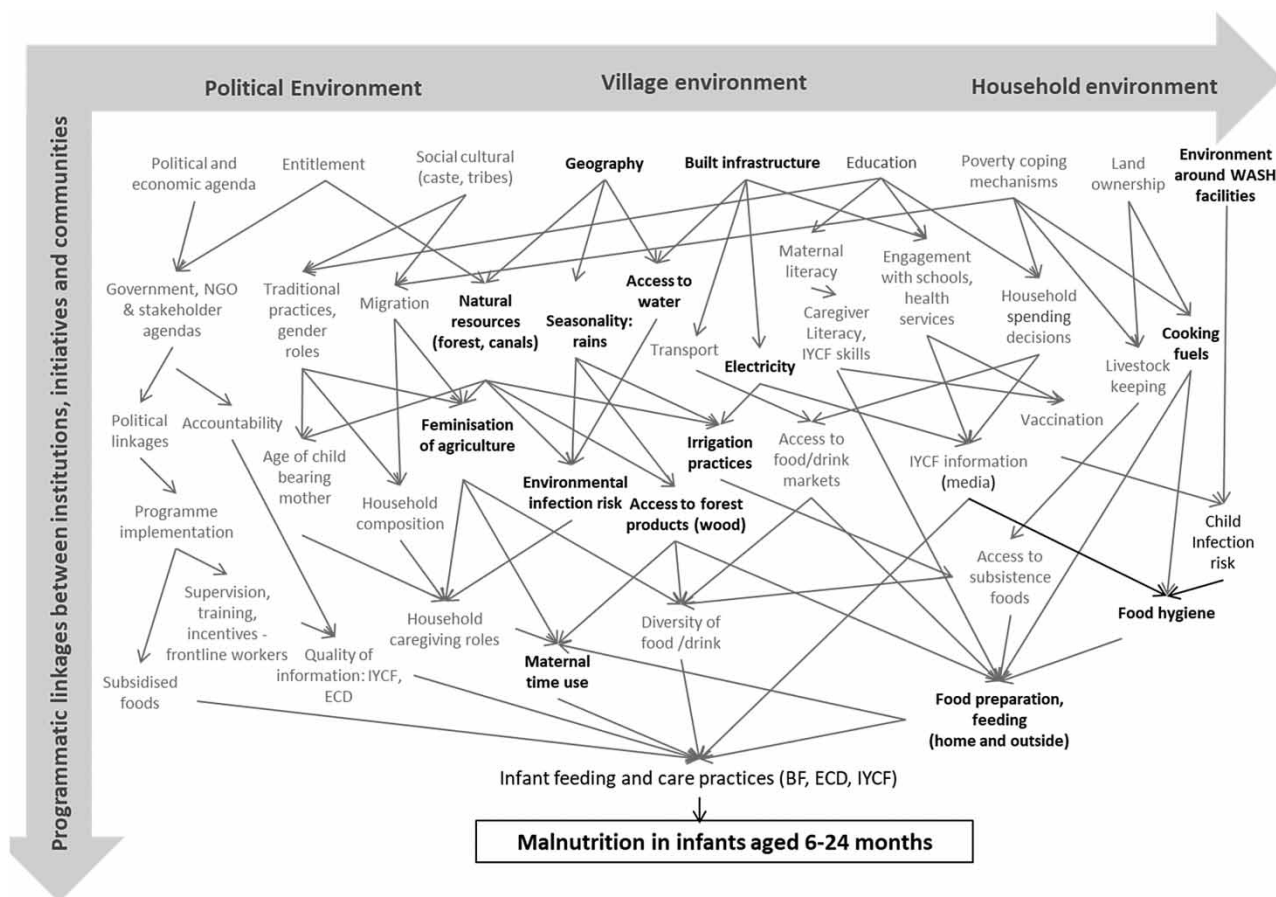 Political Environment
Village environment
Household environment
Programmatic linkages between institutions, initiatives and communities
Political and
economic agenda
Entitlement
Social cultural
(caste, tribes)
Geography
Built infrastructure
Education
Poverty coping
mechanisms
Land
ownership
Environment
around WASH
facilities
Government, NGO
& stakeholder
agendas
Traditional
practices,
gender
roles
Migration
Natural
resources
(forest, canals)
Seasonality:
rains
Access to
water
Maternal
literacy
Caregiver
Literacy,
IYCF skills
Engagement
with schools,
health
services
Household
spending
decisions
Cooking
fuels
Transport
Electricity
Livestock
keeping
Political
linkages
Accountability
Feminisation
of agriculture
Irrigation
practices
Access to
food/drink
markets
Vaccination
Age of child
bearing
mother
Household
composition
Environmental
infection risk
Access to forest
products (wood)
IYCF information
(media)
Programme
implementation
Child
Infection
risk
Access to
subsistence
foods
Supervision,
training,
incentives -
frontline workers
Household
caregiving roles
Diversity of
food /drink
Food hygiene
Subsidised
foods
Quality of
information: IYCF,
ECD
Maternal
time use
Food preparation,
feeding
(home and outside)
Infant feeding and care practices (BF, ECD, IYCF)
Malnutrition in infants aged 6-24 months